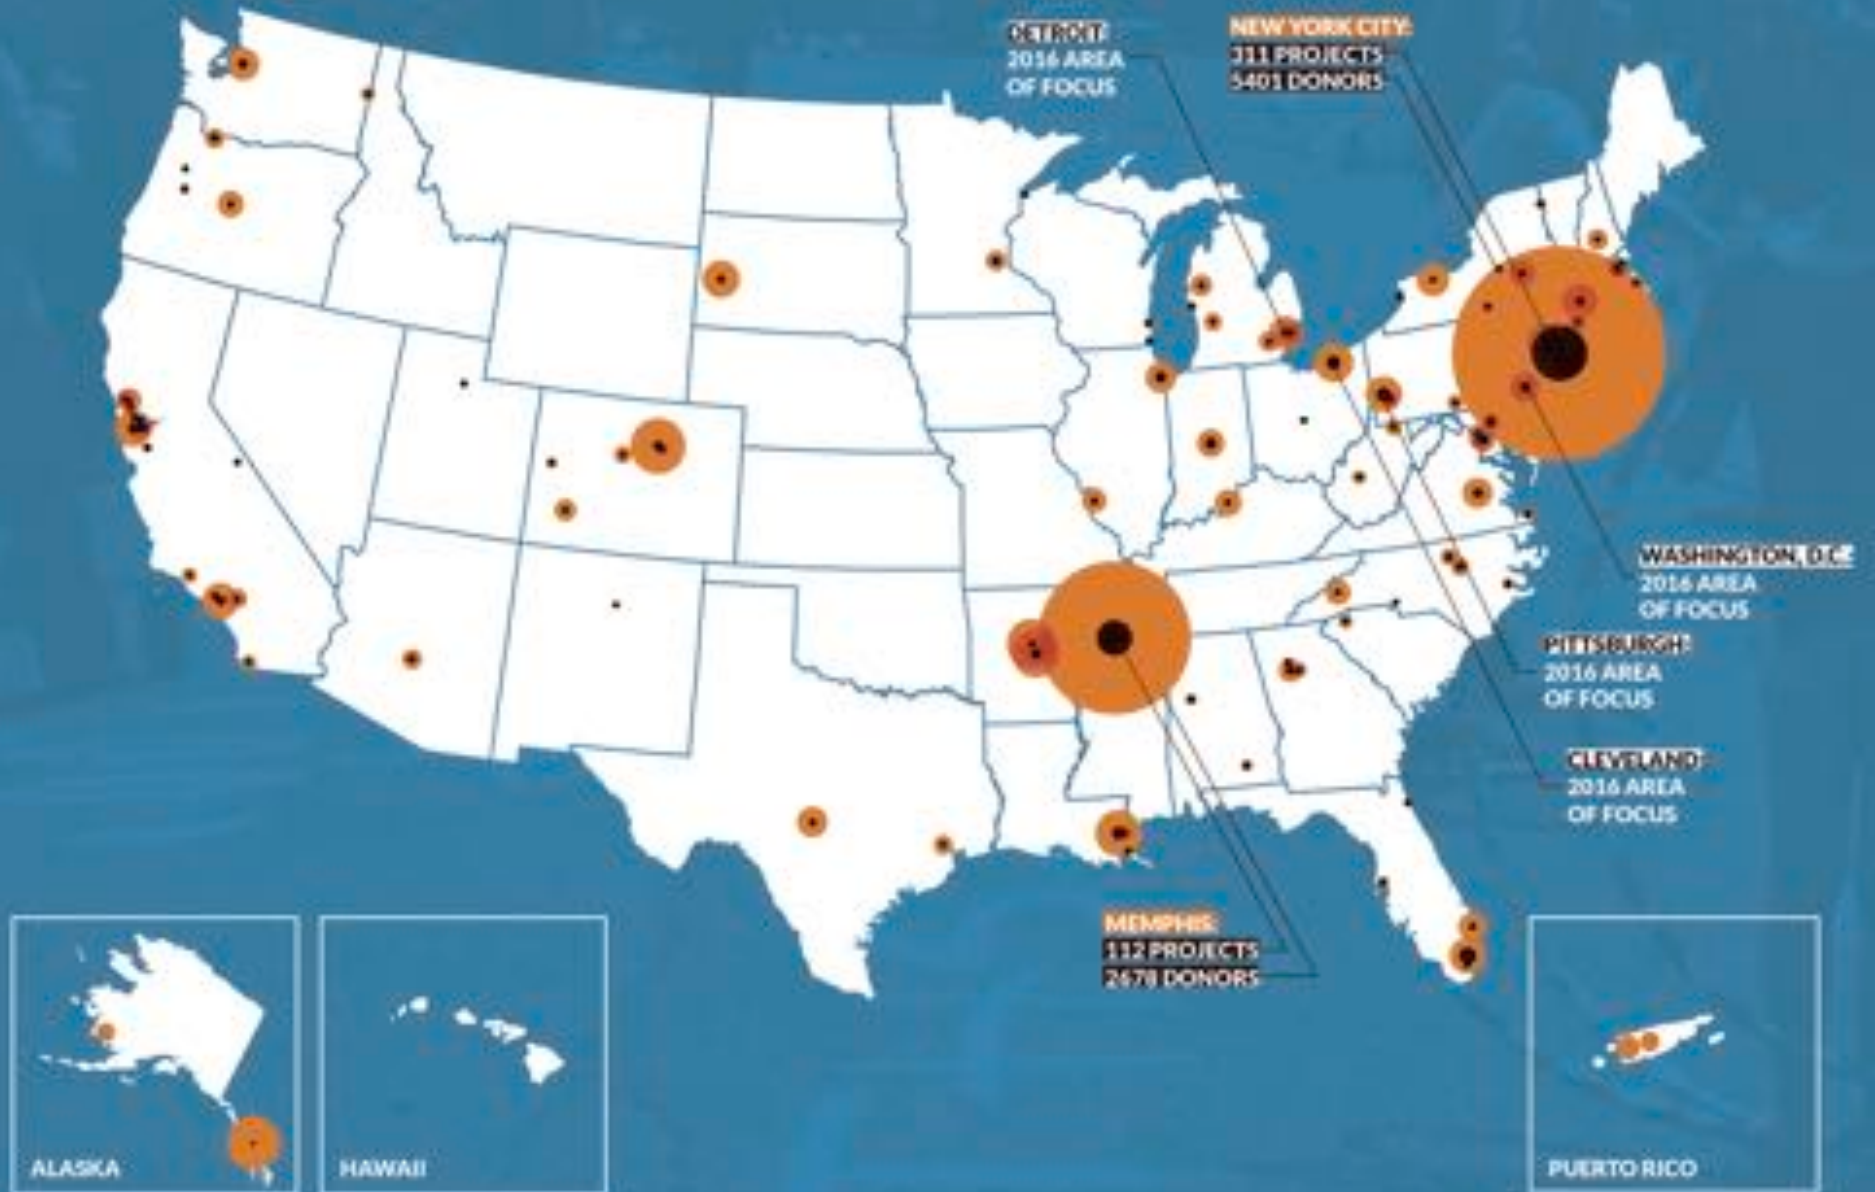 DETROIT:
2016 AREA
OF FOCUS
NEW YORK CITY:
311 PROJECTS
5401 DONORS
WASHINGTON, D.C.:
2016 AREA
OF FOCUS
PITTSBURGH:
2016 AREA
OF FOCUS
CLEVELAND:
2016 AREA
OF FOCUS
MEMPHIS:
112 PROJECTS
2678 DONORS
ALASKA
HAWAII
PUERTO RICO